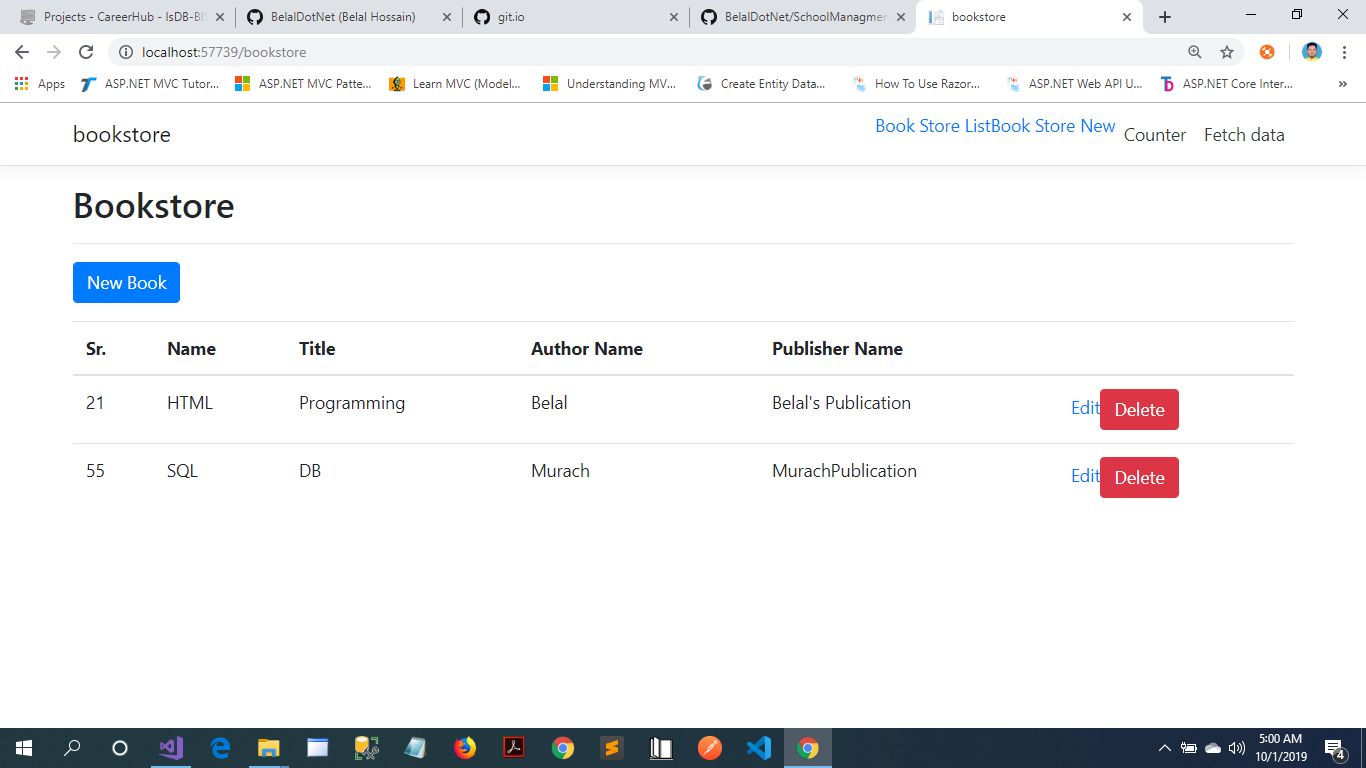 Projects - CareerHub - IsDB-BIS
BelalDotNet (Belal Hossain)
git.io
BelalDotNet/SchoolManagmen
bookstore
localhost:57739/bookstore
Apps
ASP.NET MVC Tutor...
ASP.NET MVC Patte...
Learn MVC (Model...
Understanding MV...
Create Entity Data...
How To Use Razor...
ASP.NET Web API U...
ASP.NET Core Inter...
»
bookstore
Book Store ListBook Store New Counter Fetch data
Bookstore
New Book
Sr. Name Title Author Name Publisher Name
21 HTML Programming Belal Belal's Publication Edit Delete
55 SQL DB Murach MurachPublication Edit Delete
5:00 AM
10/1/2019
4